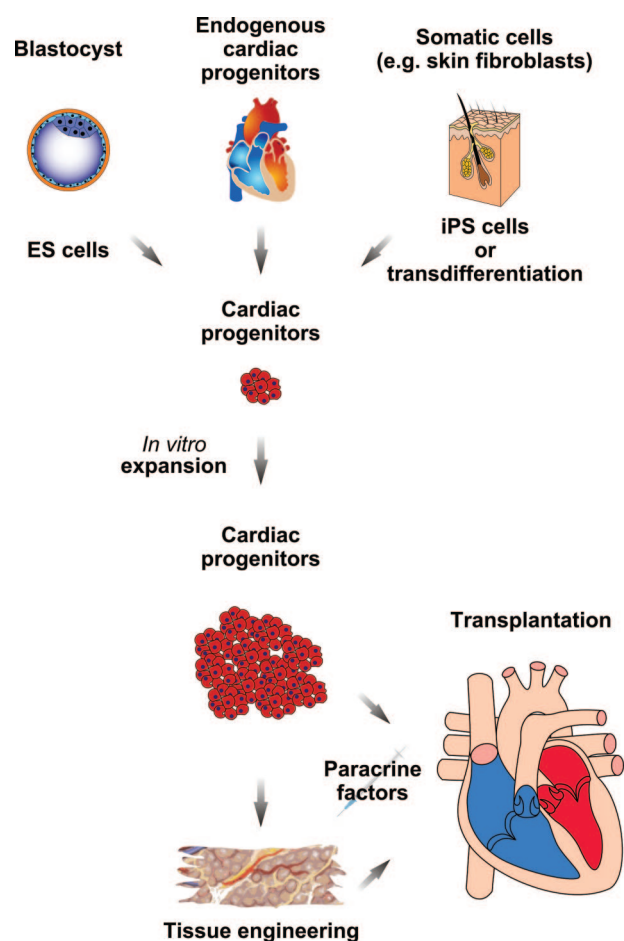 Blastocyst
Endogenous
cardiac
progenitors
Somatic cells
(e.g. skin fibroblasts)
ES cells
iPS cells
or
transdifferentiation
Cardiac
progenitors
In vitro
expansion
Cardiac
progenitors
Transplantation
Paracrine
factors
Tissue engineering